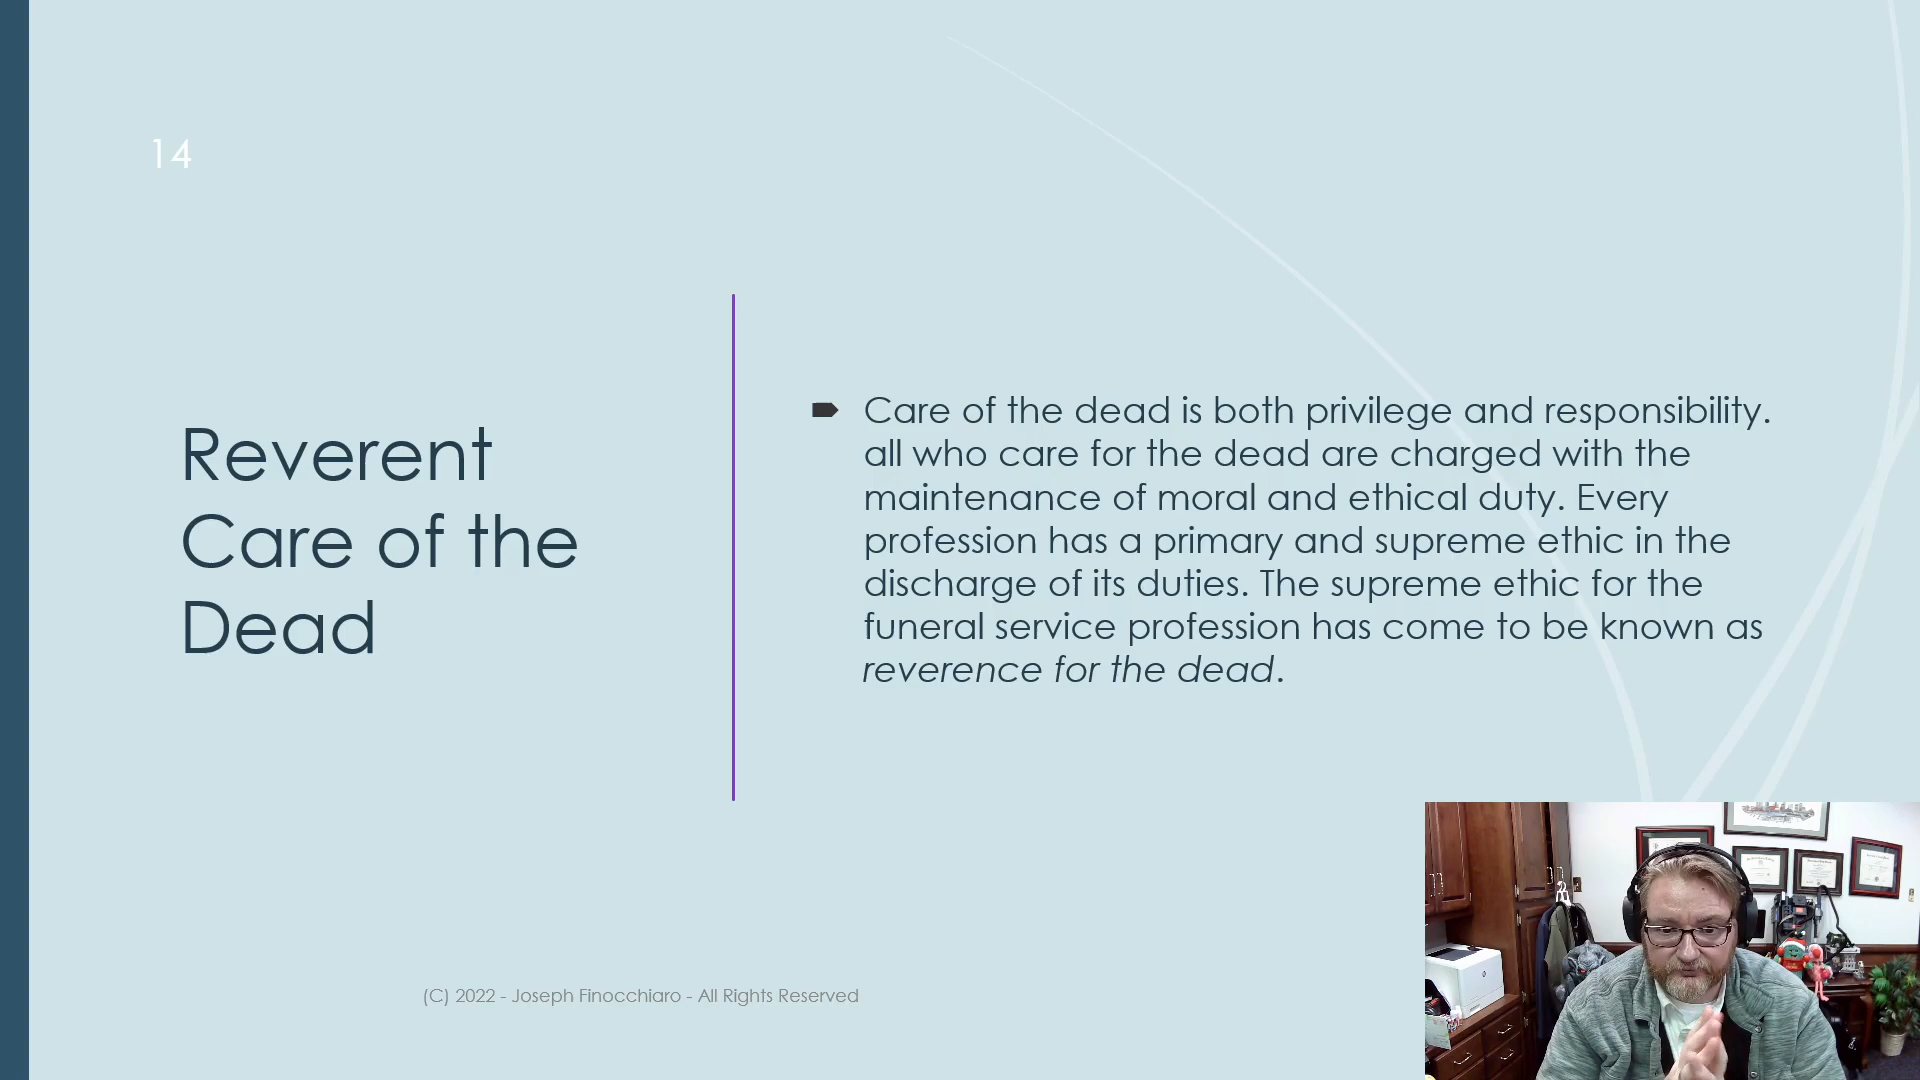 14
Reverent
Care of the
Dead
Care of the dead is both privilege and responsibility.
all who care for the dead are charged with the
maintenance of moral and ethical duty. Every
profession has a primary and supreme ethic in the
discharge of its duties. The supreme ethic for the
funeral service profession has come to be known as
reverence for the dead.
(C) 2022 - Joseph Finocchiaro - All Rights Reserved